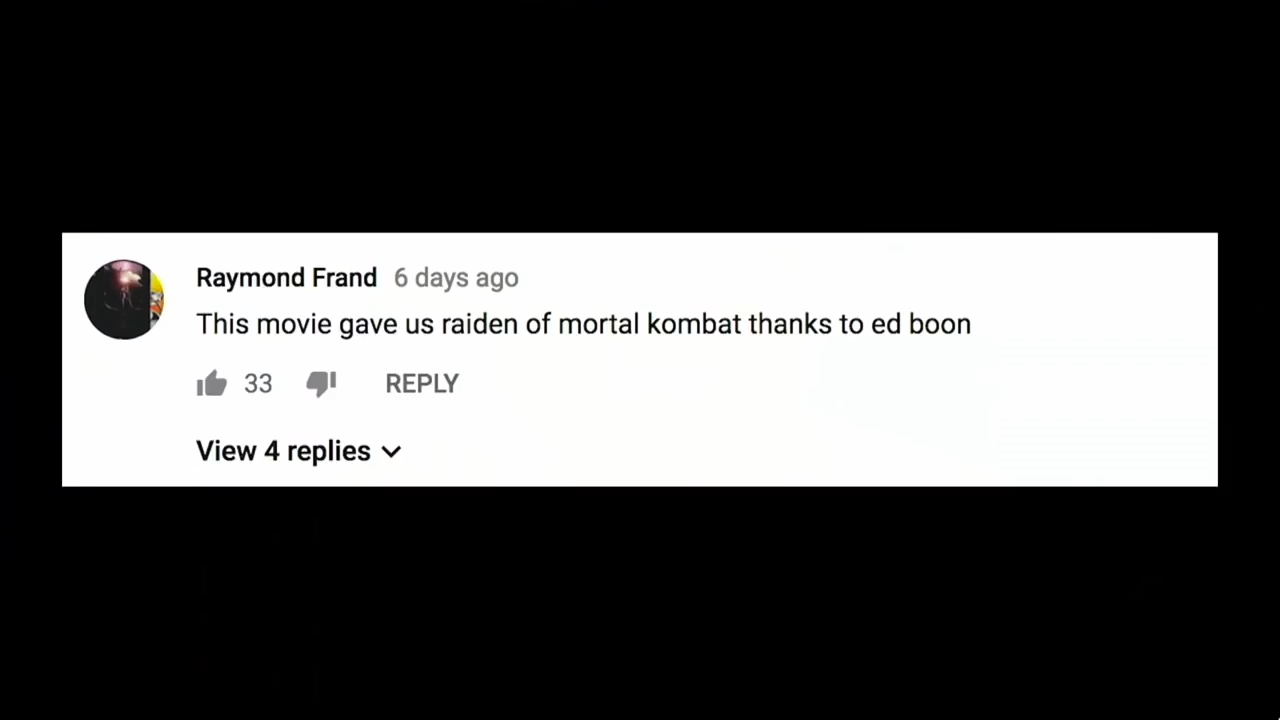 Raymond Frand 6 days ago
This movie gave us raiden of mortal kombat thanks to ed boon
33 REPLY
View 4 replies